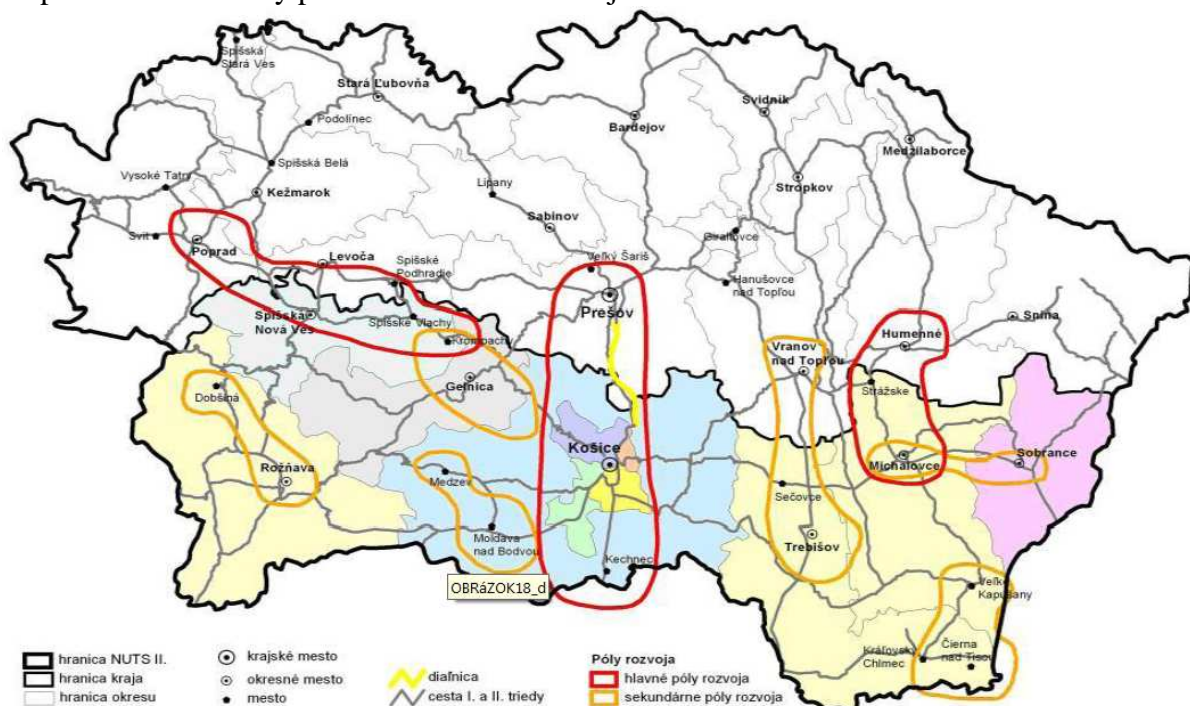 Spišská
Stará Ves
Stará Ľubovňa
Podolínec
Svidník
Bardejov
Medzilaborce
Spišská Belá
Vysoké Tatry
Kežmarok
Lipany
Stropkov
Sabinov
Giraltovce
Svit
Poprad
Levoča
Spišské
Podhradie
Veľký Šariš
Hanušovce
nad Topľou
Prešov
Spišská
Nová Ves
Spišské Vlachy
Krompachy
Snina
Humenné
Vranov
nad Topľou
Strážske
Gelnica
Dobšiná
Košice
Michalovce
Sobrance
Rožňava
Medzev
Sečovce
Moldava
nad Bodvou
Trebišov
Kechnec
OBRáZOK18_d
Veľké
Kapušany
Kráľovský
Chlmec
Čierna
nad Tisou
hranica NUTS II.
hranica kraja
hranica okresu
krajské mesto
okresné mesto
mesto
diaľnica
cesta I. a II. triedy
Póly rozvoja
hlavné póly rozvoja
sekundárne póly rozvoja